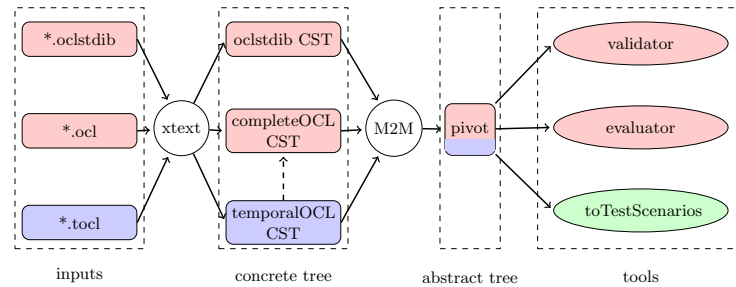 *.oclstdib
oclstdib CST
validator
*.ocl
xtext
completeOCL
CST
M2M
pivot
evaluator
*.tocl
temporalOCL
CST
toTestScenarios
inputs
concrete tree
abstract tree
tools